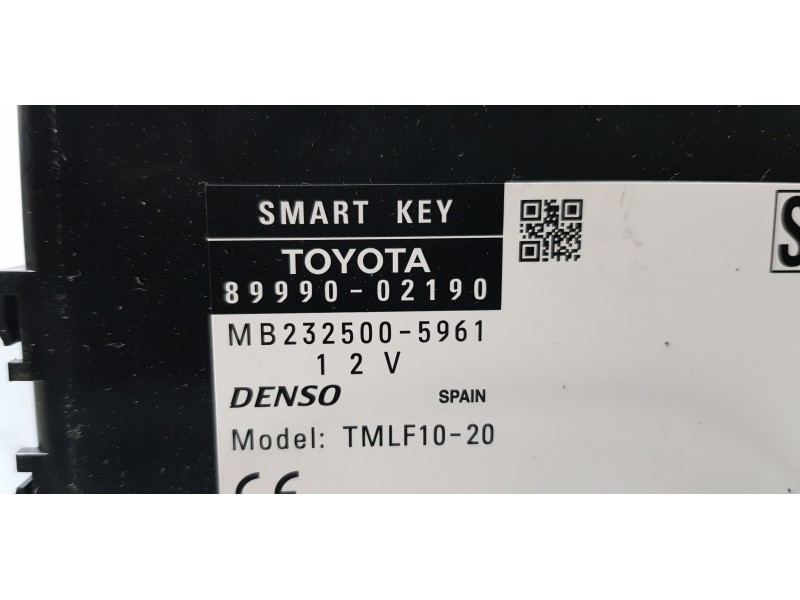 SMART KEY
TOYOTA
89990-02190
MB232500-5961
12V
DENSO SPAIN
Model: TMLF10-20
CE
S